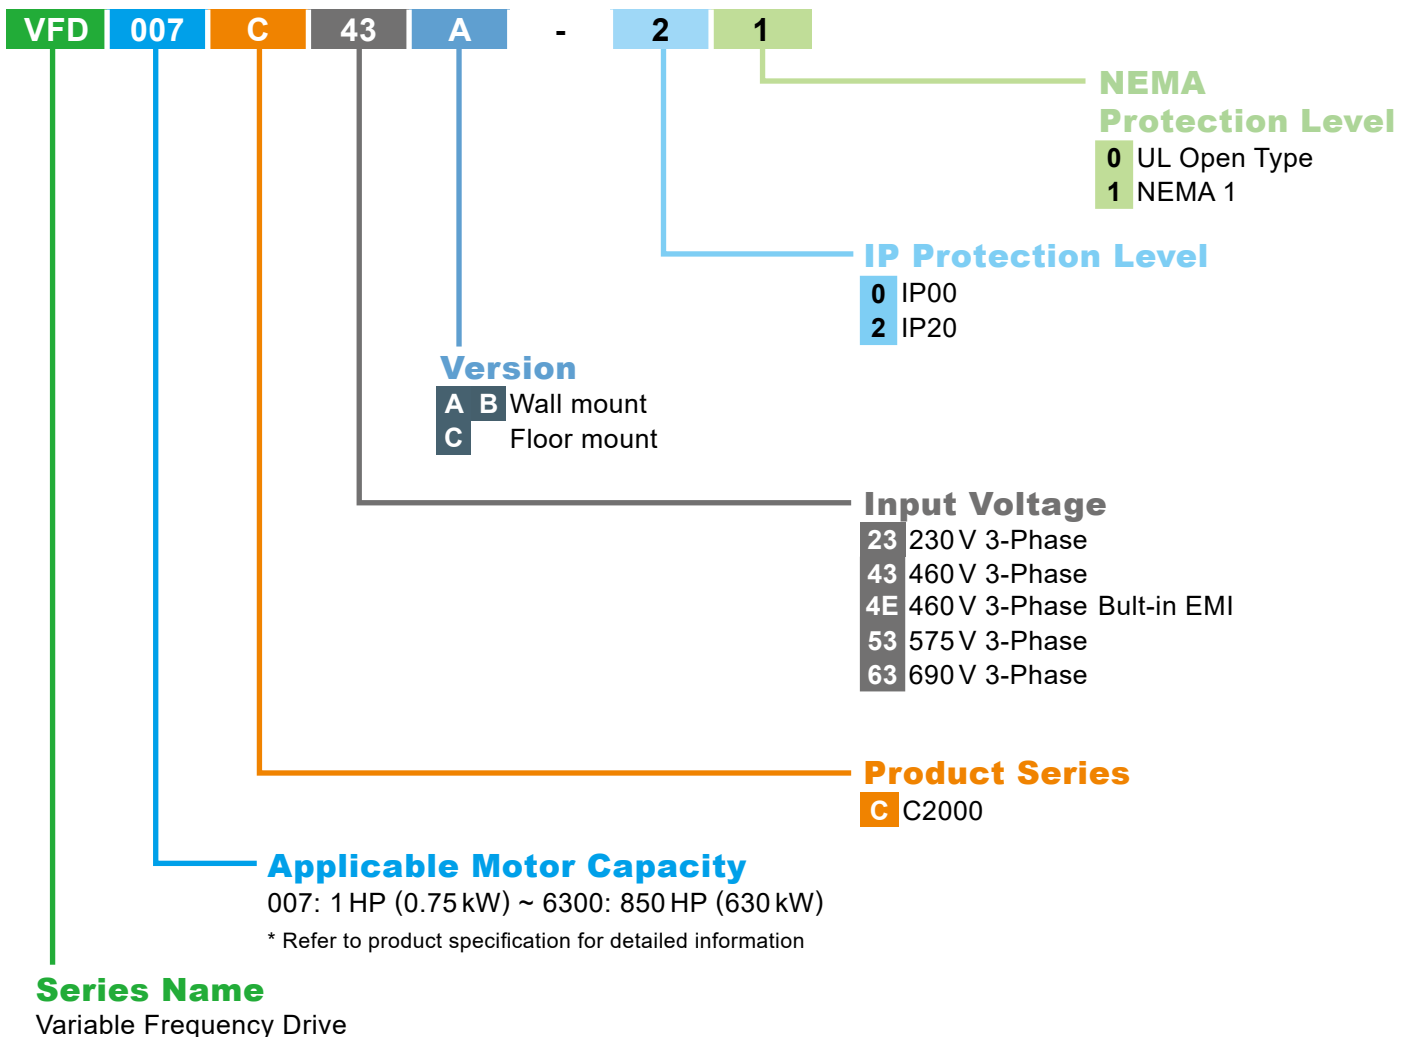 VFD 007 C 43 A - 2 1
NEMA
Protection Level
0 UL Open Type
1 NEMA 1
IP Protection Level
0 IP00
2 IP20
Version
A B Wall mount
C Floor mount
Input Voltage
23 230 V 3-Phase
43 460 V 3-Phase
4E 460 V 3-Phase Bult-in EMI
53 575 V 3-Phase
63 690 V 3-Phase
Product Series
C C2000
Applicable Motor Capacity
007: 1 HP (0.75 kW) ~ 6300: 850 HP (630 kW)
* Refer to product specification for detailed information
Series Name
Variable Frequency Drive